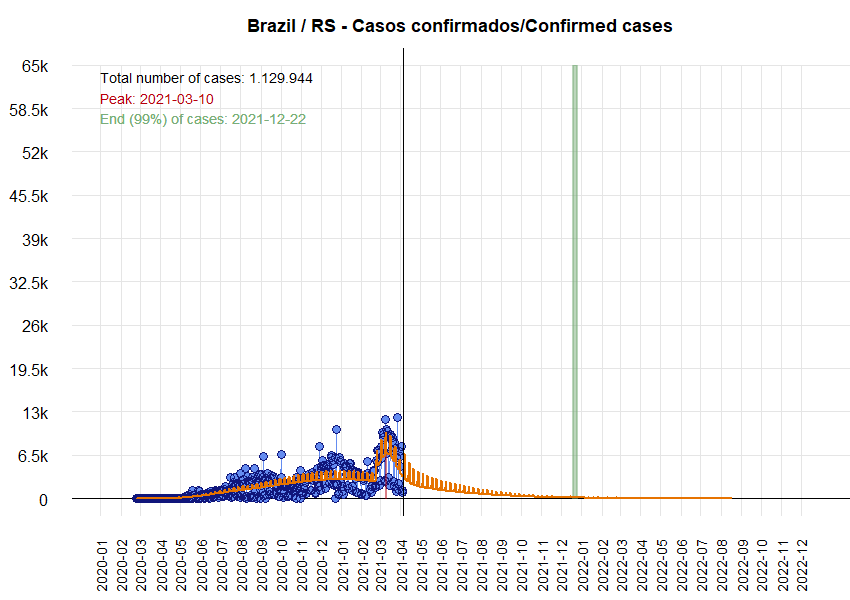 Brazil / RS - Casos confirmados/Confirmed cases
Total number of cases: 1.129.944
Peak: 2021-03-10
End (99%) of cases: 2021-12-22
65k
58.5k
52k
45.5k
39k
32.5k
26k
19.5k
13k
6.5k
0
2020-01
2020-02
2020-03
2020-04
2020-05
2020-06
2020-07
2020-08
2020-09
2020-10
2020-11
2020-12
2021-01
2021-02
2021-03
2021-04
2021-05
2021-06
2021-07
2021-08
2021-09
2021-10
2021-11
2021-12
2022-01
2022-02
2022-03
2022-04
2022-05
2022-06
2022-07
2022-08
2022-09
2022-10
2022-11
2022-12